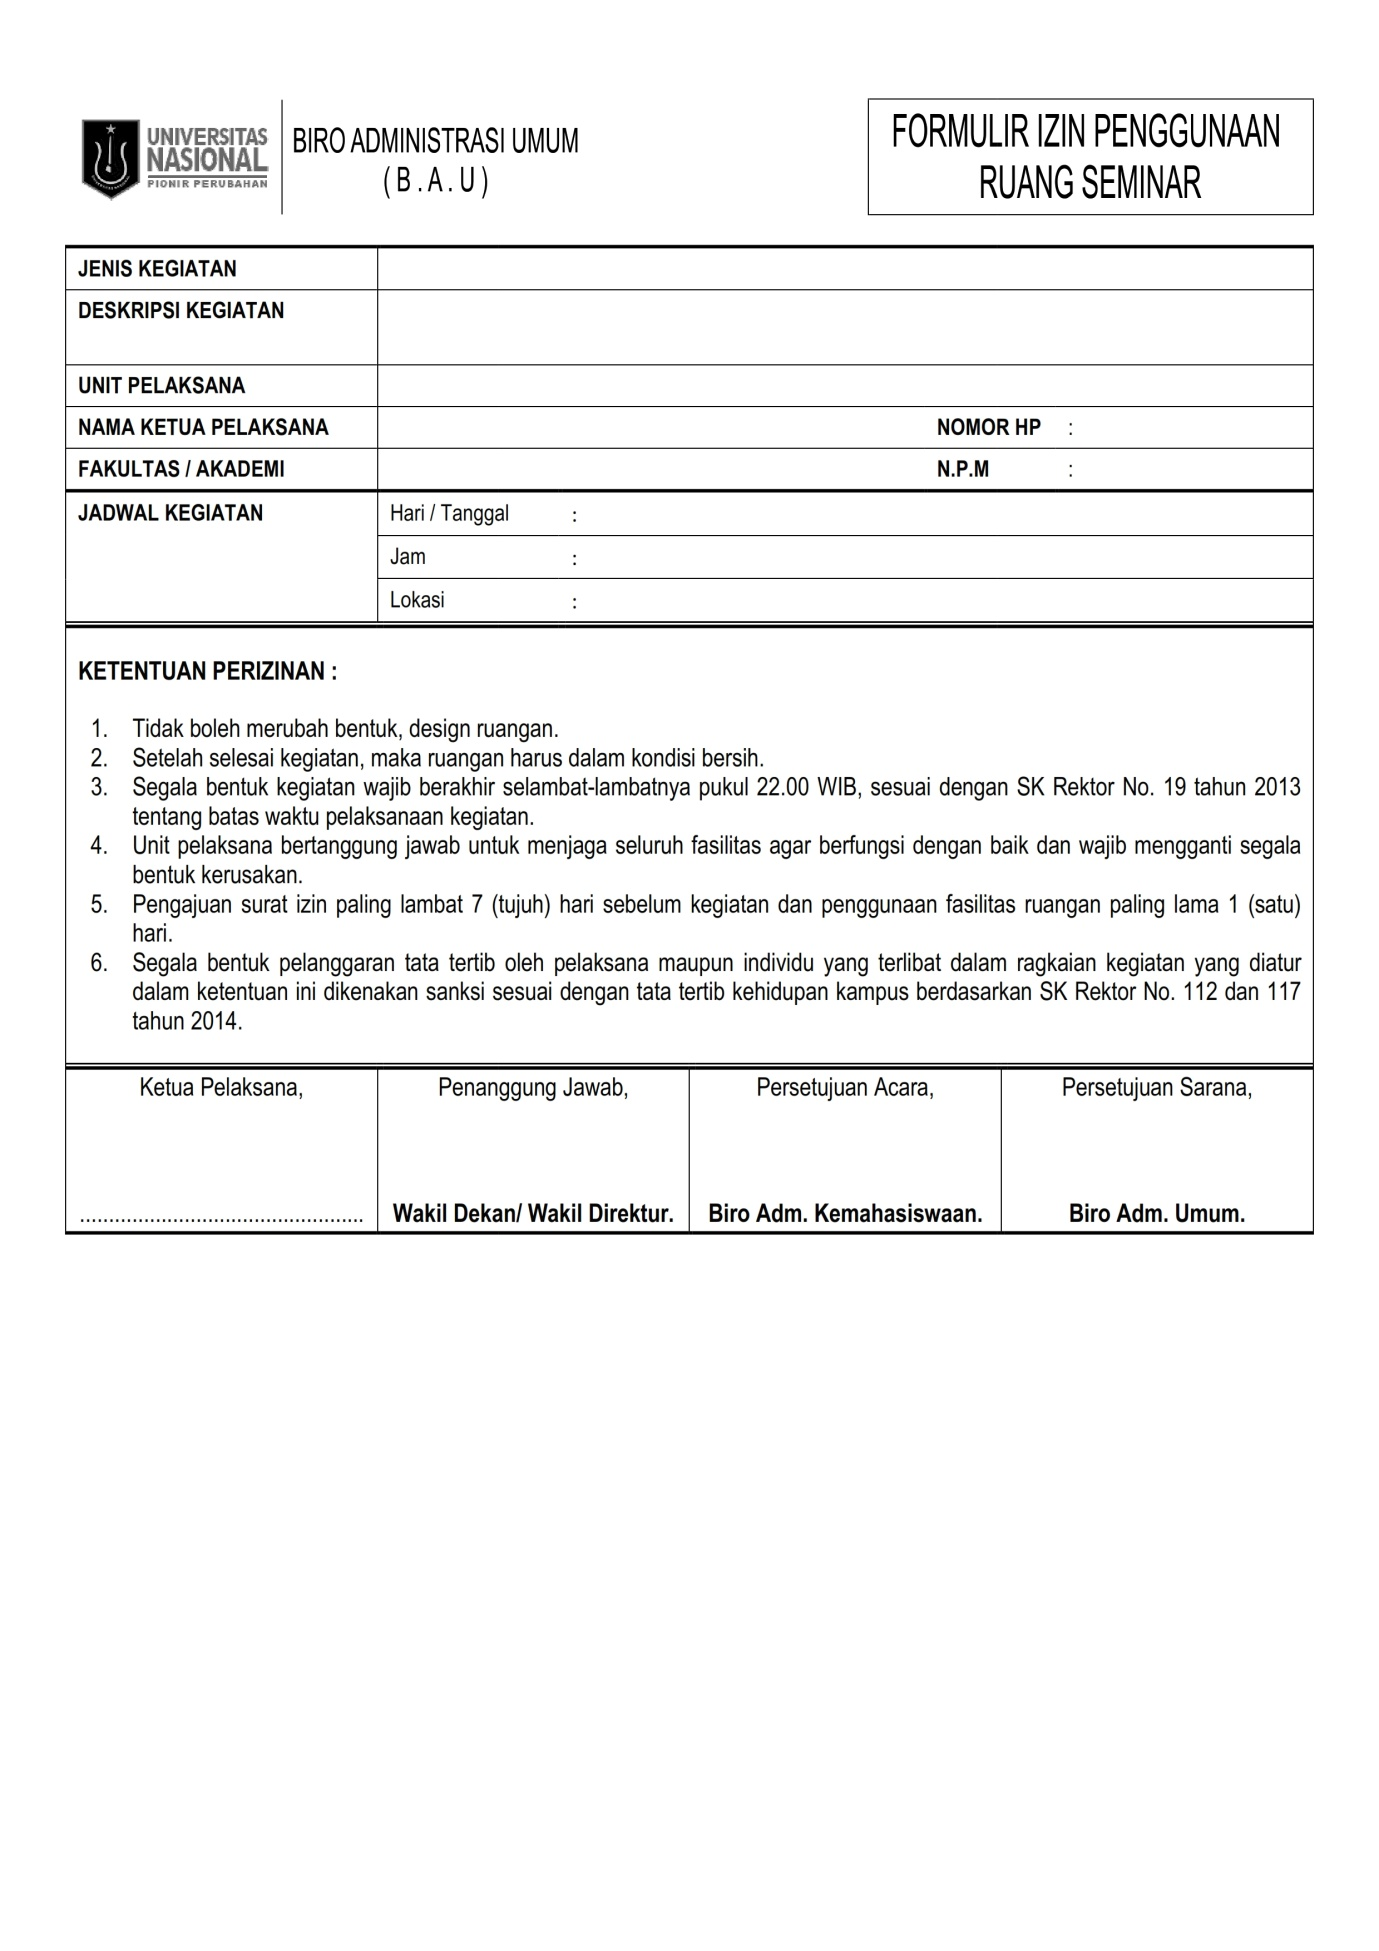 UNIVERSITAS
NASIONAL
PIONIR PERUBAHAN
BIRO ADMINISTRASI UMUM
( B . A . U )
FORMULIR IZIN PENGGUNAAN
RUANG SEMINAR
JENIS KEGIATAN
DESKRIPSI KEGIATAN
UNIT PELAKSANA
NAMA KETUA PELAKSANA NOMOR HP :
FAKULTAS / AKADEMI N.P.M :
JADWAL KEGIATAN Hari / Tanggal :
Jam :
Lokasi :
KETENTUAN PERIZINAN :
1. Tidak boleh merubah bentuk, design ruangan.
2. Setelah selesai kegiatan, maka ruangan harus dalam kondisi bersih.
3. Segala bentuk kegiatan wajib berakhir selambat-lambatnya pukul 22.00 WIB, sesuai dengan SK Rektor No. 19 tahun 2013
tentang batas waktu pelaksanaan kegiatan.
4. Unit pelaksana bertanggung jawab untuk menjaga seluruh fasilitas agar berfungsi dengan baik dan wajib mengganti segala
bentuk kerusakan.
5. Pengajuan surat izin paling lambat 7 (tujuh) hari sebelum kegiatan dan penggunaan fasilitas ruangan paling lama 1 (satu)
hari.
6. Segala bentuk pelanggaran tata tertib oleh pelaksana maupun individu yang terlibat dalam ragkaian kegiatan yang diatur
dalam ketentuan ini dikenakan sanksi sesuai dengan tata tertib kehidupan kampus berdasarkan SK Rektor No. 112 dan 117
tahun 2014.
Ketua Pelaksana, Penanggung Jawab, Persetujuan Acara, Persetujuan Sarana,
................................................ Wakil Dekan/ Wakil Direktur. Biro Adm. Kemahasiswaan. Biro Adm. Umum.